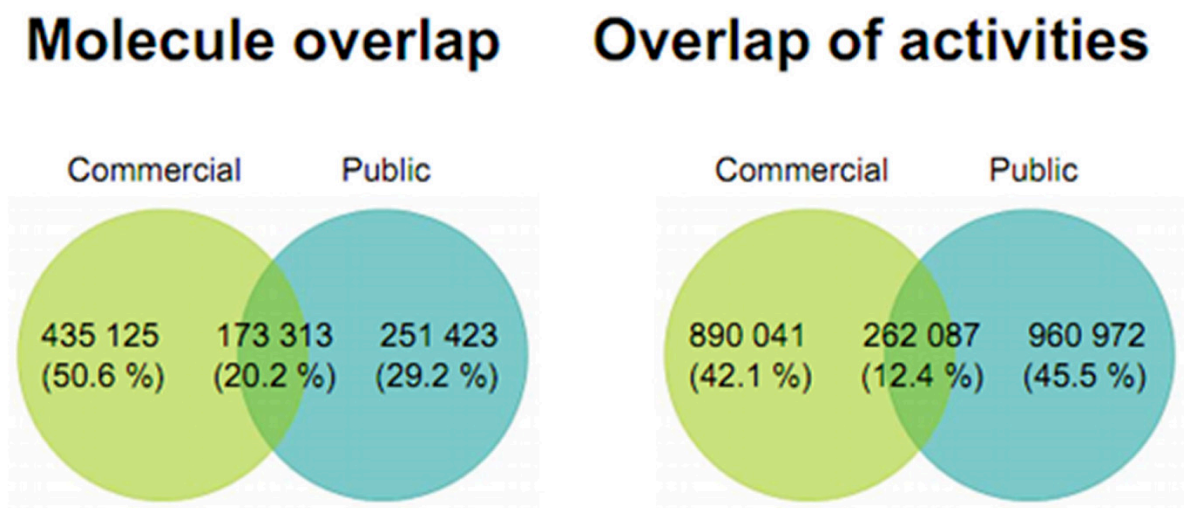 Molecule overlap
Commercial Public
435 125 173 313 251 423
(50.6 %) (20.2 %) (29.2 %)
Overlap of activities
Commercial Public
890 041 262 087 960 972
(42.1 %) (12.4 %) (45.5 %)